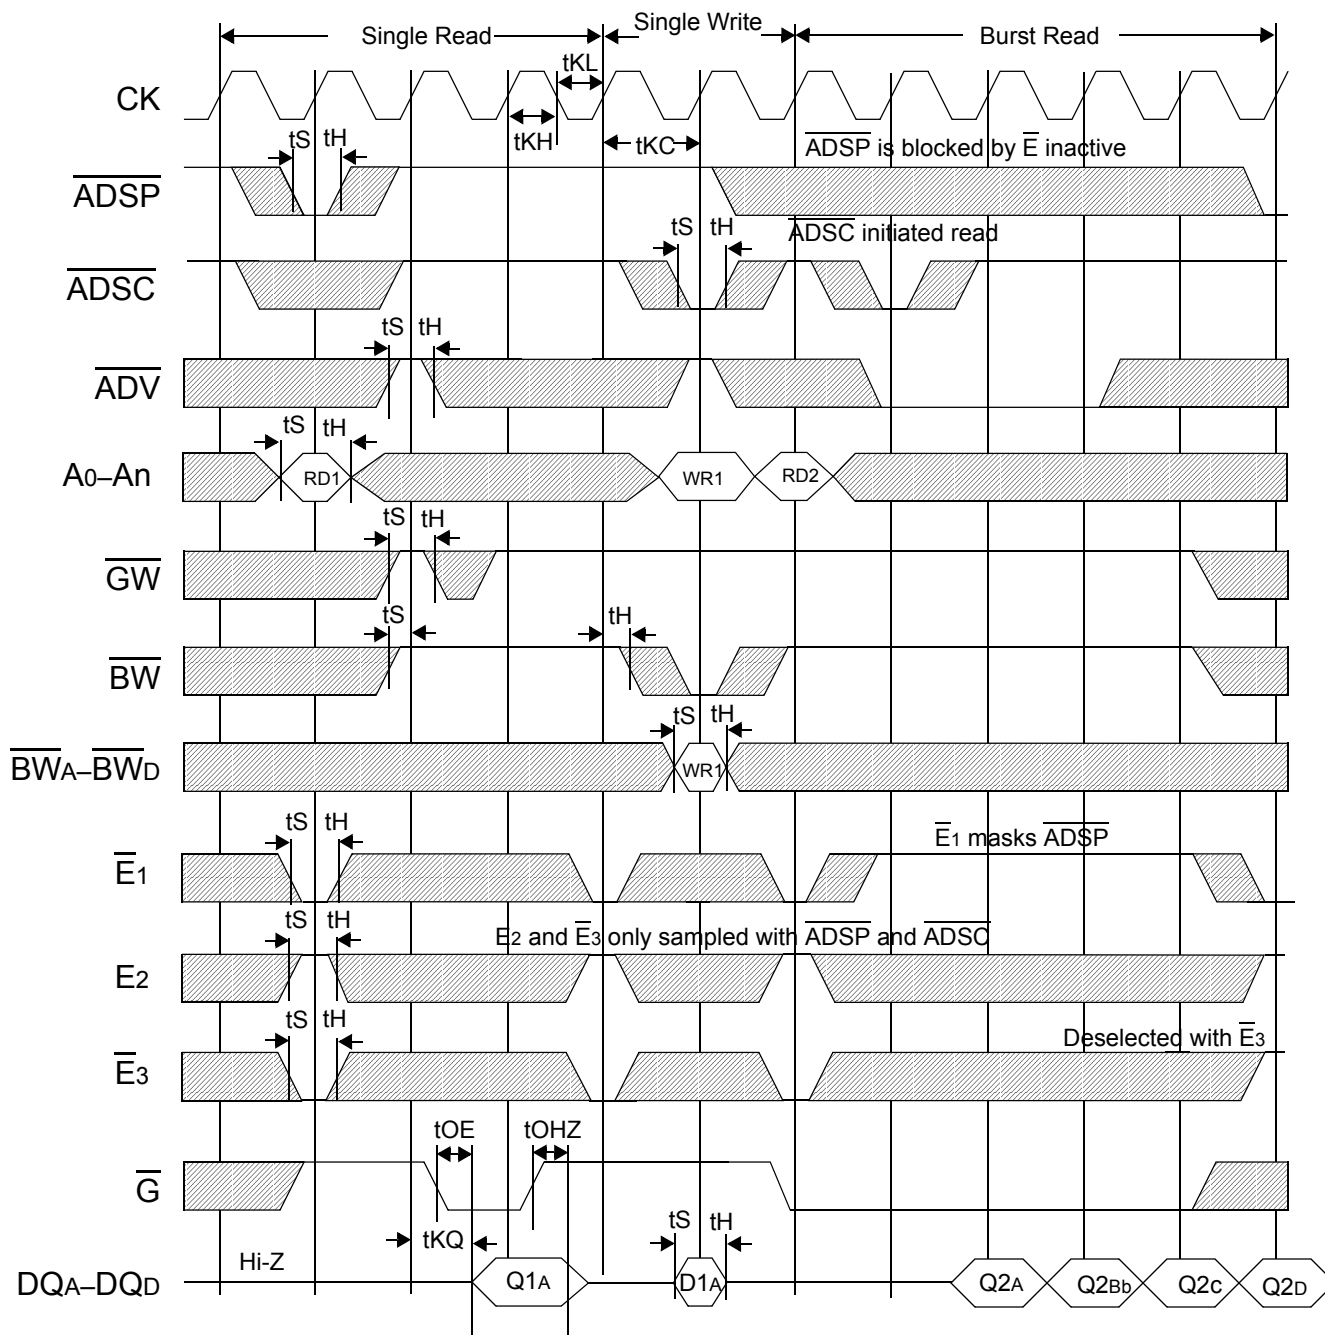 Single Read
Single Write
Burst Read
CK
tKL
tKH
tKC
ADSP is blocked by E inactive
tS tH
ADSP
tS tH
ADSC initiated read
ADSC
tS tH
ADV
tS tH
A0–An
RD1
WR1
RD2
tS tH
GW
tS
tH
BW
tS tH
BWA–BWD
WR1
tS tH
E1 masks ADSP
E1
tS tH
E2 and E3 only sampled with ADSP and ADSC
E2
tS tH
Deselected with E3
E3
tOE
tOHZ
G
tKQ
tS tH
Hi-Z
DQA–DQD
Q1A
D1A
Q2A
Q2Bb
Q2c
Q2D